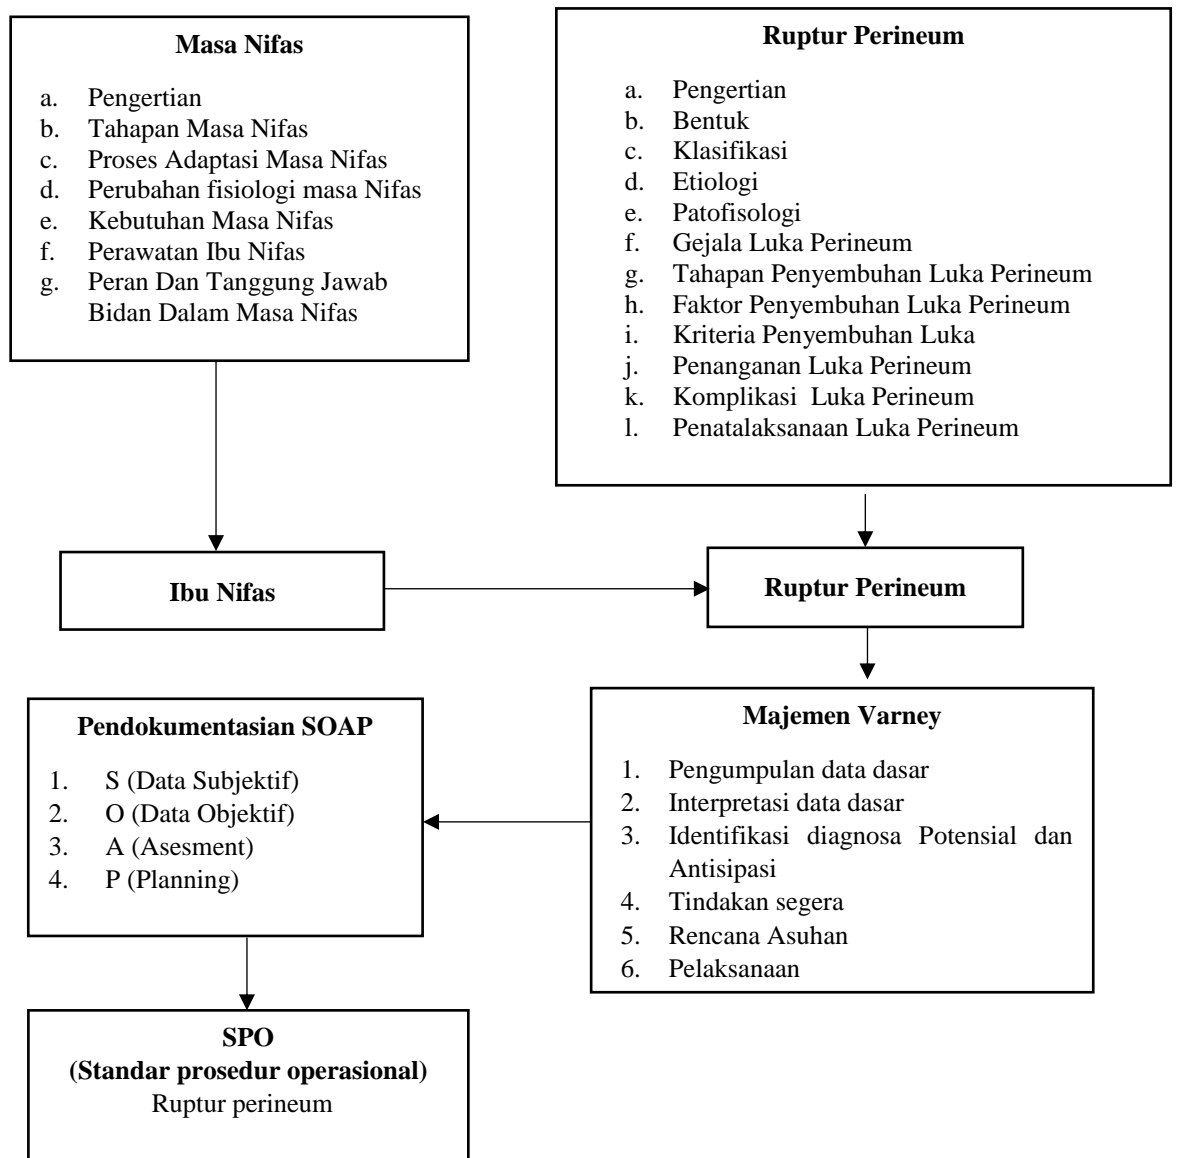 Masa Nifas
a. Pengertian
b. Tahapan Masa Nifas
c. Proses Adaptasi Masa Nifas
d. Perubahan fisiologi masa Nifas
e. Kebutuhan Masa Nifas
f. Perawatan Ibu Nifas
g. Peran Dan Tanggung Jawab
Bidan Dalam Masa Nifas
Ruptur Perineum
a. Pengertian
b. Bentuk
c. Klasifikasi
d. Etiologi
e. Patofisologi
f. Gejala Luka Perineum
g. Tahapan Penyembuhan Luka Perineum
h. Faktor Penyembuhan Luka Perineum
i. Kriteria Penyembuhan Luka
j. Penanganan Luka Perineum
k. Komplikasi Luka Perineum
l. Penatalaksanaan Luka Perineum
Ibu Nifas
Ruptur Perineum
Pendokumentasian SOAP
1. S (Data Subjektif)
2. O (Data Objektif)
3. A (Asesment)
4. P (Planning)
Majemen Varney
1. Pengumpulan data dasar
2. Interpretasi data dasar
3. Identifikasi diagnosa Potensial dan
Antisipasi
4. Tindakan segera
5. Rencana Asuhan
6. Pelaksanaan
SPO
(Standar prosedur operasional)
Ruptur perineum